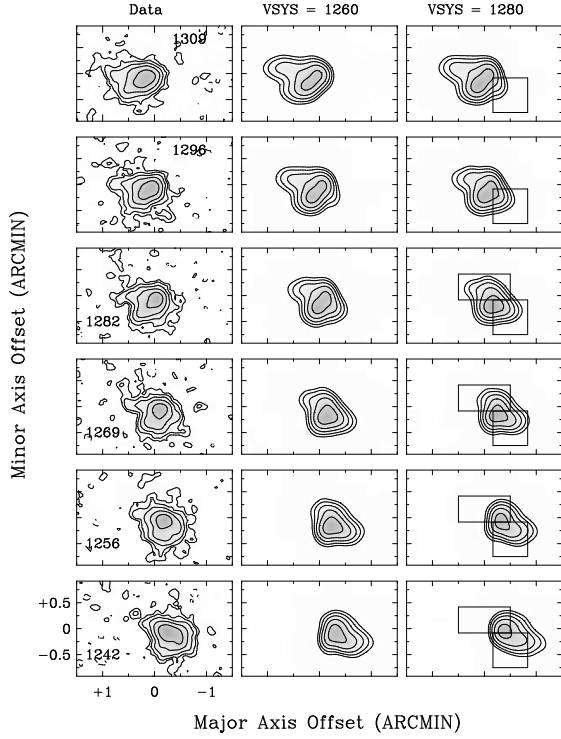 Data VSYS = 1260 VSYS = 1280
1309
1296
1282
1269
1256
1242
+0.5
0
−0.5
+1 0 −1
Minor Axis Offset (ARCMIN)
Major Axis Offset (ARCMIN)